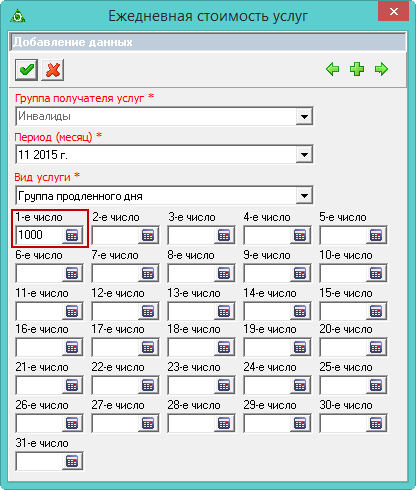 Ежедневная стоимость услуг
Добавление данных
Группа получателя услуг *
Инвалиды
Период (месяц) *
11 2015 г.
Вид услуги *
Группа продленного дня
1-е число 2-е число 3-е число 4-е число 5-е число
1000
6-е число 7-е число 8-е число 9-е число 10-е число
11-е число 12-е число 13-е число 14-е число 15-е число
16-е число 17-е число 18-е число 19-е число 20-е число
21-е число 22-е число 23-е число 24-е число 25-е число
26-е число 27-е число 28-е число 29-е число 30-е число
31-е число